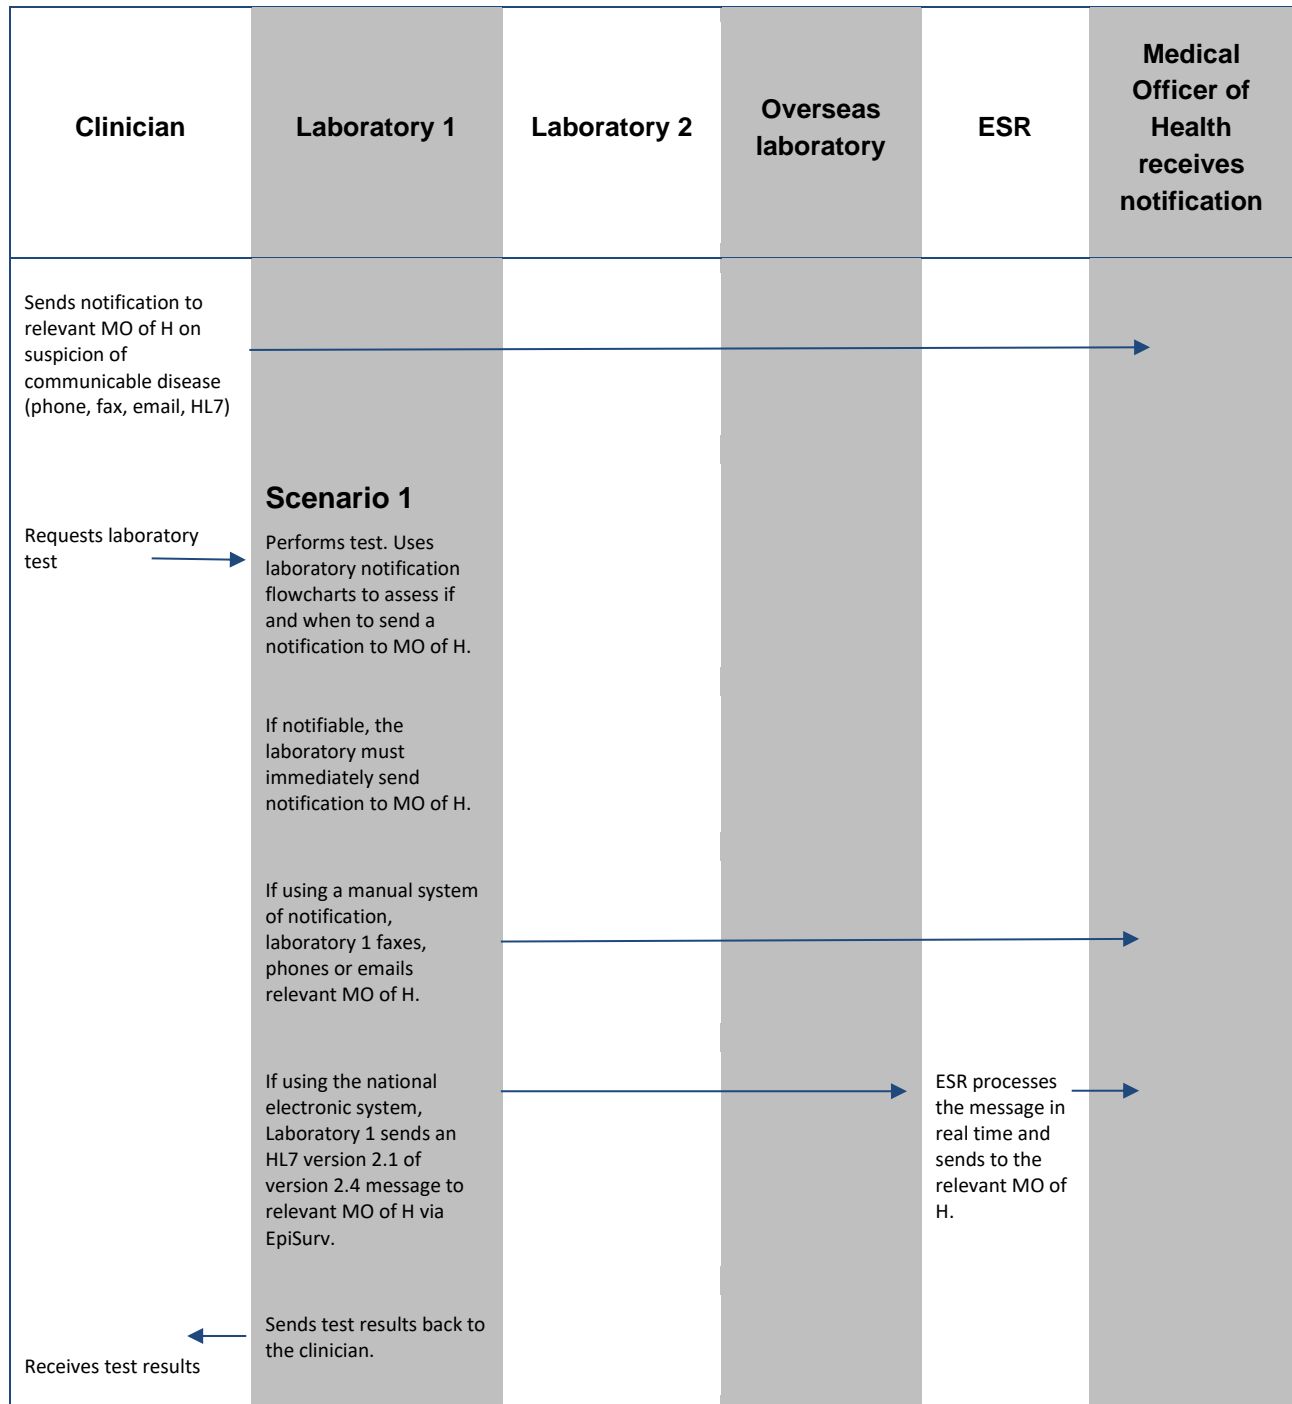 Clinician
Laboratory 1
Laboratory 2
Overseas
laboratory
ESR
Medical
Officer of
Health
receives
notification
Sends notification to
relevant MO of H on
suspicion of
communicable disease
(phone, fax, email, HL7)
Scenario 1
Requests laboratory
test
Performs test. Uses
laboratory notification
flowcharts to assess if
and when to send a
notification to MO of H.
If notifiable, the
laboratory must
immediately send
notification to MO of H.
If using a manual system
of notification,
laboratory 1 faxes,
phones or emails
relevant MO of H.
If using the national
electronic system,
Laboratory 1 sends an
HL7 version 2.1 of
version 2.4 message to
relevant MO of H via
EpiSurv.
ESR processes
the message in
real time and
sends to the
relevant MO of
H.
Sends test results back to
the clinician.
Receives test results